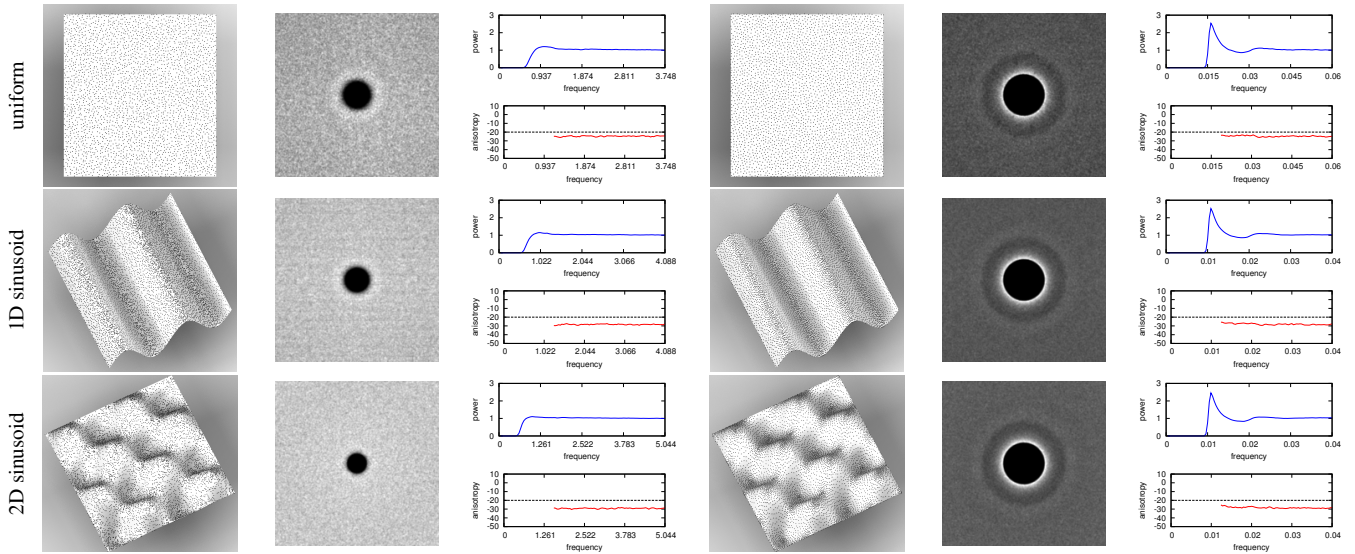 uniform
power
3
2
1
0
0 0.937 1.874 2.811 3.748
frequency
anisotropy
10
0
-10
-20
-30
-40
-50
0 0.937 1.874 2.811 3.748
frequency
power
3
2
1
0
0 0.015 0.03 0.045 0.06
frequency
anisotropy
10
0
-10
-20
-30
-40
-50
0 0.015 0.03 0.045 0.06
frequency
1D sinusoid
power
3
2
1
0
0 1.022 2.044 3.066 4.088
frequency
anisotropy
10
0
-10
-20
-30
-40
-50
0 1.022 2.044 3.066 4.088
frequency
power
3
2
1
0
0 0.01 0.02 0.03 0.04
frequency
anisotropy
10
0
-10
-20
-30
-40
-50
0 0.01 0.02 0.03 0.04
frequency
2D sinusoid
power
3
2
1
0
0 1.261 2.522 3.783 5.044
frequency
anisotropy
10
0
-10
-20
-30
-40
-50
0 1.261 2.522 3.783 5.044
frequency
power
3
2
1
0
0 0.01 0.02 0.03 0.04
frequency
anisotropy
10
0
-10
-20
-30
-40
-50
0 0.01 0.02 0.03 0.04
frequency